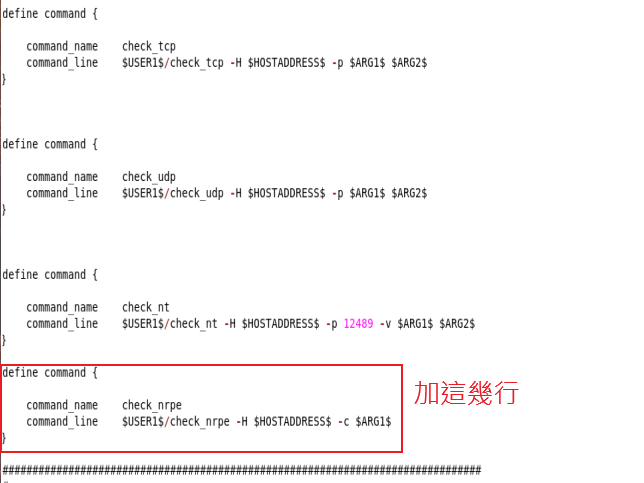 define command {
    command_name    check_tcp
    command_line    $USER1$/check_tcp -H $HOSTADDRESS$ -p $ARG1$ $ARG2$
}
define command {
    command_name    check_udp
    command_line    $USER1$/check_udp -H $HOSTADDRESS$ -p $ARG1$ $ARG2$
}
define command {
    command_name    check_nt
    command_line    $USER1$/check_nt -H $HOSTADDRESS$ -p 12489 -v $ARG1$ $ARG2$
}
define command {
    command_name    check_nrpe
    command_line    $USER1$/check_nrpe -H $HOSTADDRESS$ -c $ARG1$
}
加這幾行
################################################################################